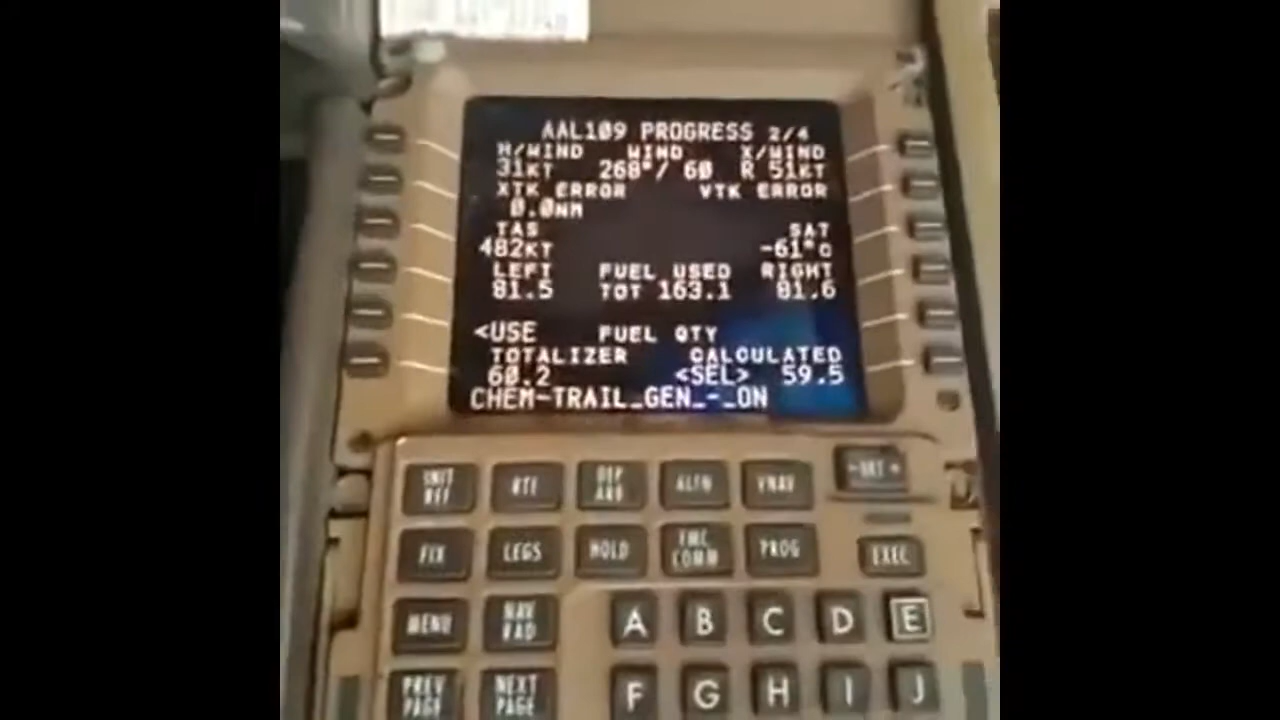 AAL109 PROGRESS 2/4
H/WIND WIND X/WIND
31KT 268°/ 60 R 51KT
XTK ERROR VTK ERROR
0.0NM
TAS SAT
482KT -61°C
LEFT FUEL USED RIGHT
81.5 TOT 163.1 81.6
<USE FUEL QTY
TOTALIZER CALCULATED
60.2 <SEL> 59.5
CHEM-TRAIL_GEN_-_ON
INIT REF RTE DEP ARR ALTN VNAV -BRT+
FIX LEGS HOLD FMC COMM PROG EXEC
MENU NAV RAD A B C D E
PREV PAGE NEXT PAGE F G H I J